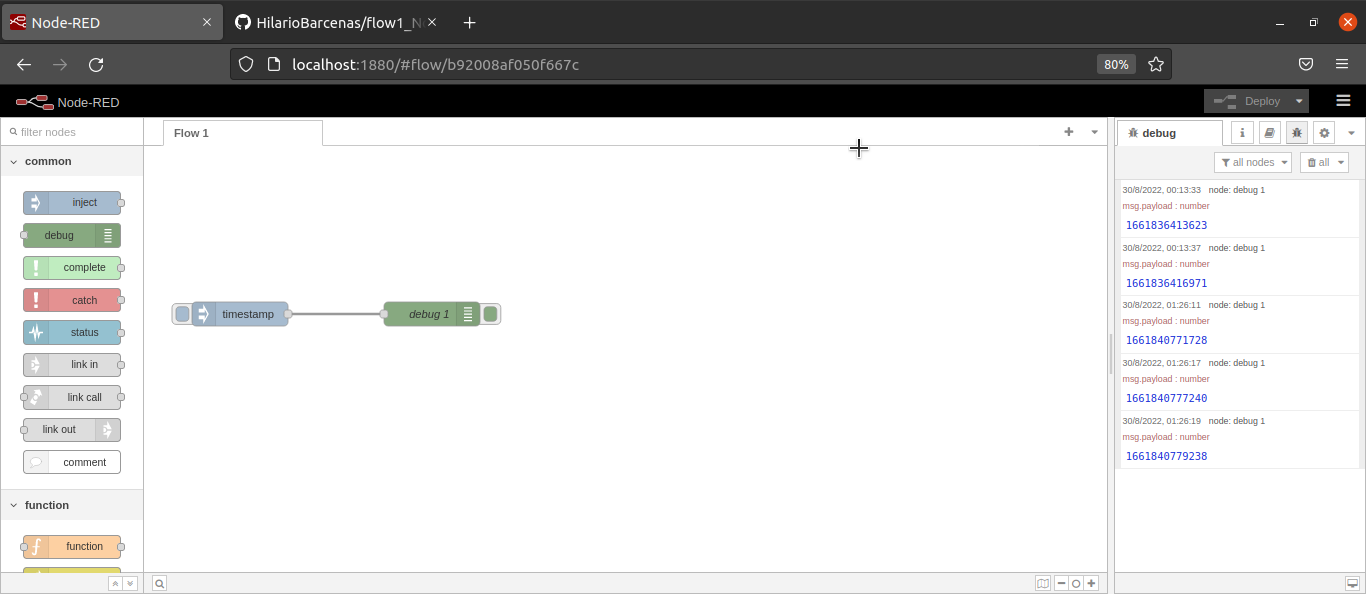 Node-RED
HilarioBarcenas/flow1_N
localhost:1880/#flow/b92008af050f667c
80%
Node-RED
Deploy
filter nodes
Flow 1
debug
common
all nodes
all
inject
debug
complete
catch
status
link in
link call
link out
comment
function
function
timestamp
debug 1
30/8/2022, 00:13:33 node: debug 1
msg.payload : number
1661836413623
30/8/2022, 00:13:37 node: debug 1
msg.payload : number
1661836416971
30/8/2022, 01:26:11 node: debug 1
msg.payload : number
1661840771728
30/8/2022, 01:26:17 node: debug 1
msg.payload : number
1661840777240
30/8/2022, 01:26:19 node: debug 1
msg.payload : number
1661840779238